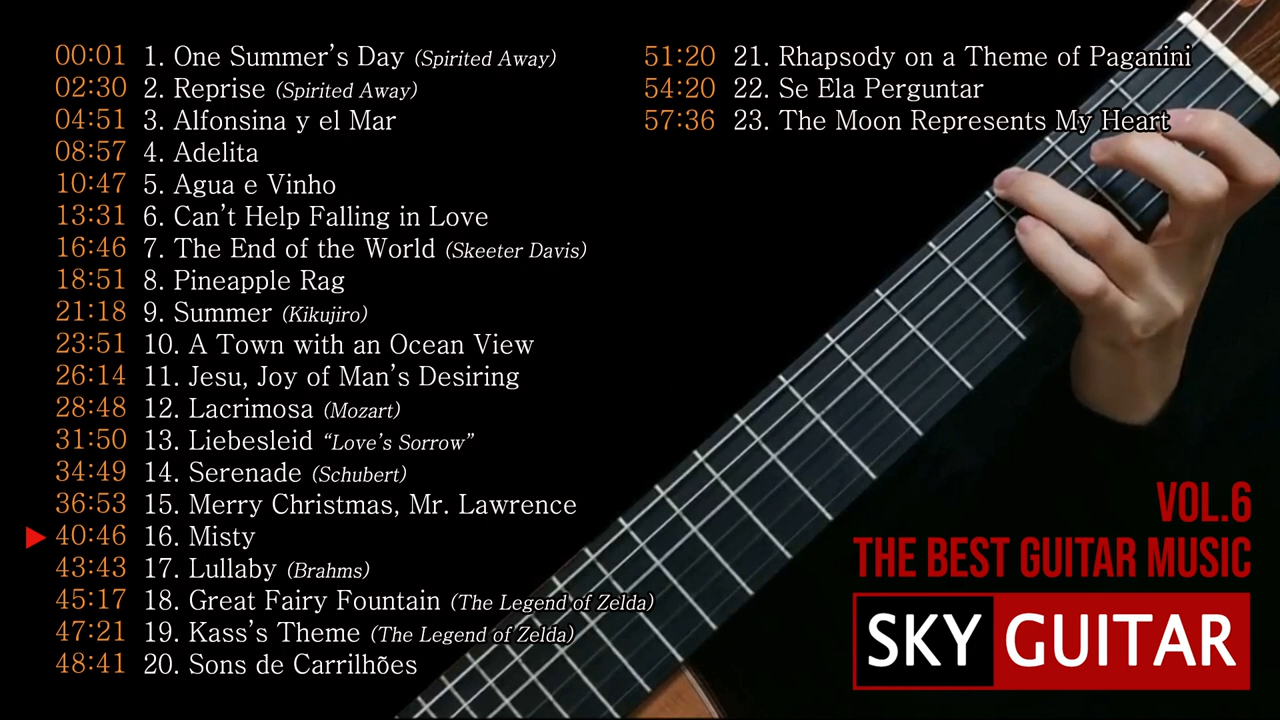 00:01 1. One Summer's Day (Spirited Away)
02:30 2. Reprise (Spirited Away)
04:51 3. Alfonsina y el Mar
08:57 4. Adelita
10:47 5. Agua e Vinho
13:31 6. Can't Help Falling in Love
16:46 7. The End of the World (Skeeter Davis)
18:51 8. Pineapple Rag
21:18 9. Summer (Kikujiro)
23:51 10. A Town with an Ocean View
26:14 11. Jesu, Joy of Man's Desiring
28:48 12. Lacrimosa (Mozart)
31:50 13. Liebesleid “Love's Sorrow”
34:49 14. Serenade (Schubert)
36:53 15. Merry Christmas, Mr. Lawrence
40:46 16. Misty
43:43 17. Lullaby (Brahms)
45:17 18. Great Fairy Fountain (The Legend of Zelda)
47:21 19. Kass's Theme (The Legend of Zelda)
48:41 20. Sons de Carrilhões
51:20 21. Rhapsody on a Theme of Paganini
54:20 22. Se Ela Perguntar
57:36 23. The Moon Represents My Heart
VOL.6
THE BEST GUITAR MUSIC
SKY GUITAR